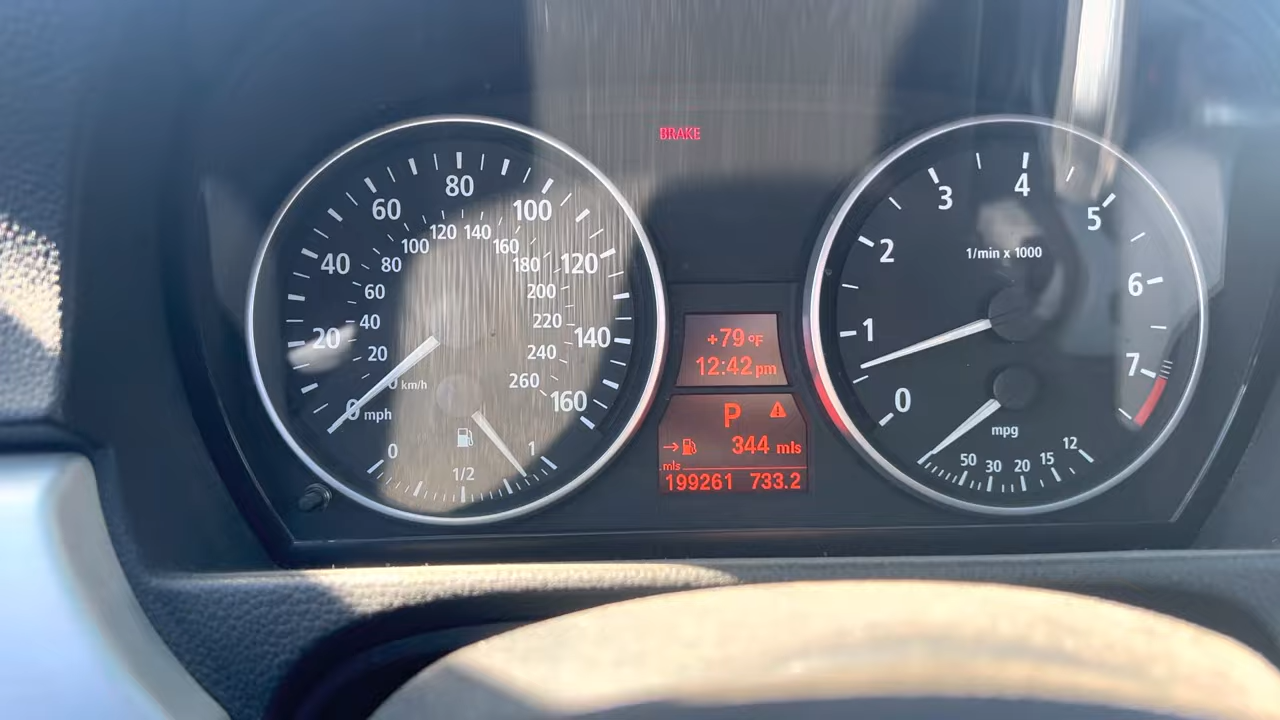 BRAKE
80
60
100
120 140
100
160
40
80
180
120
60
200
40
220
20
140
20
240
0 km/h
260
0 mph
160
0
1
1/2
+79°F
12:42 pm
P
→ 344 mls
mls
199261 733.2
4
3
5
2
1/min x 1000
6
1
7
0
mpg
50 30 20 15 12